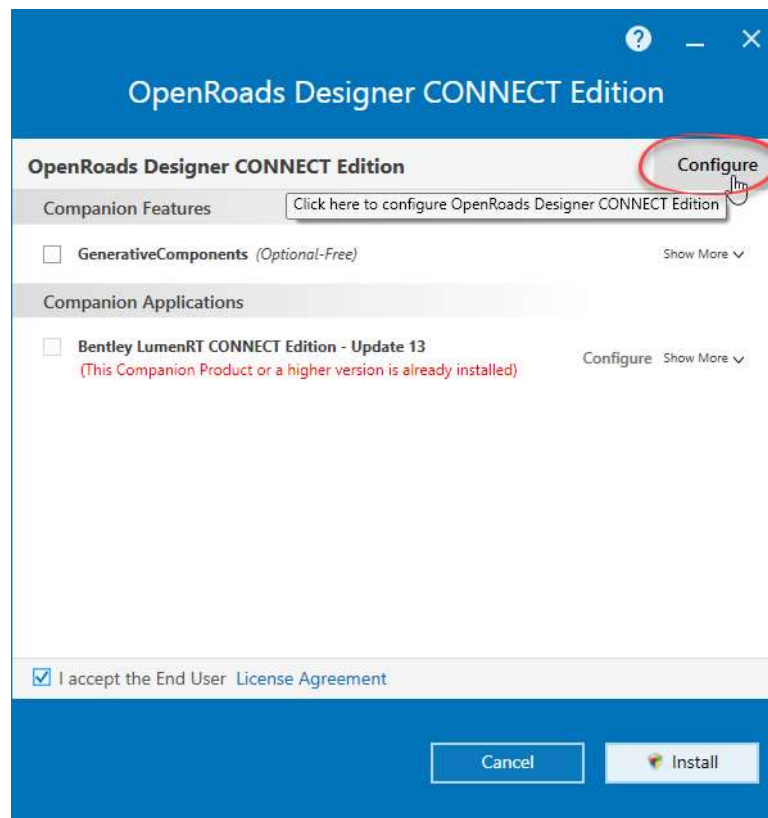 ?
OpenRoads Designer CONNECT Edition
OpenRoads Designer CONNECT Edition Configure
Companion Features
Click here to configure OpenRoads Designer CONNECT Edition
GenerativeComponents (Optional-Free) Show More
Companion Applications
Bentley LumenRT CONNECT Edition - Update 13
(This Companion Product or a higher version is already installed)
Configure Show More
I accept the End User License Agreement
Cancel Install